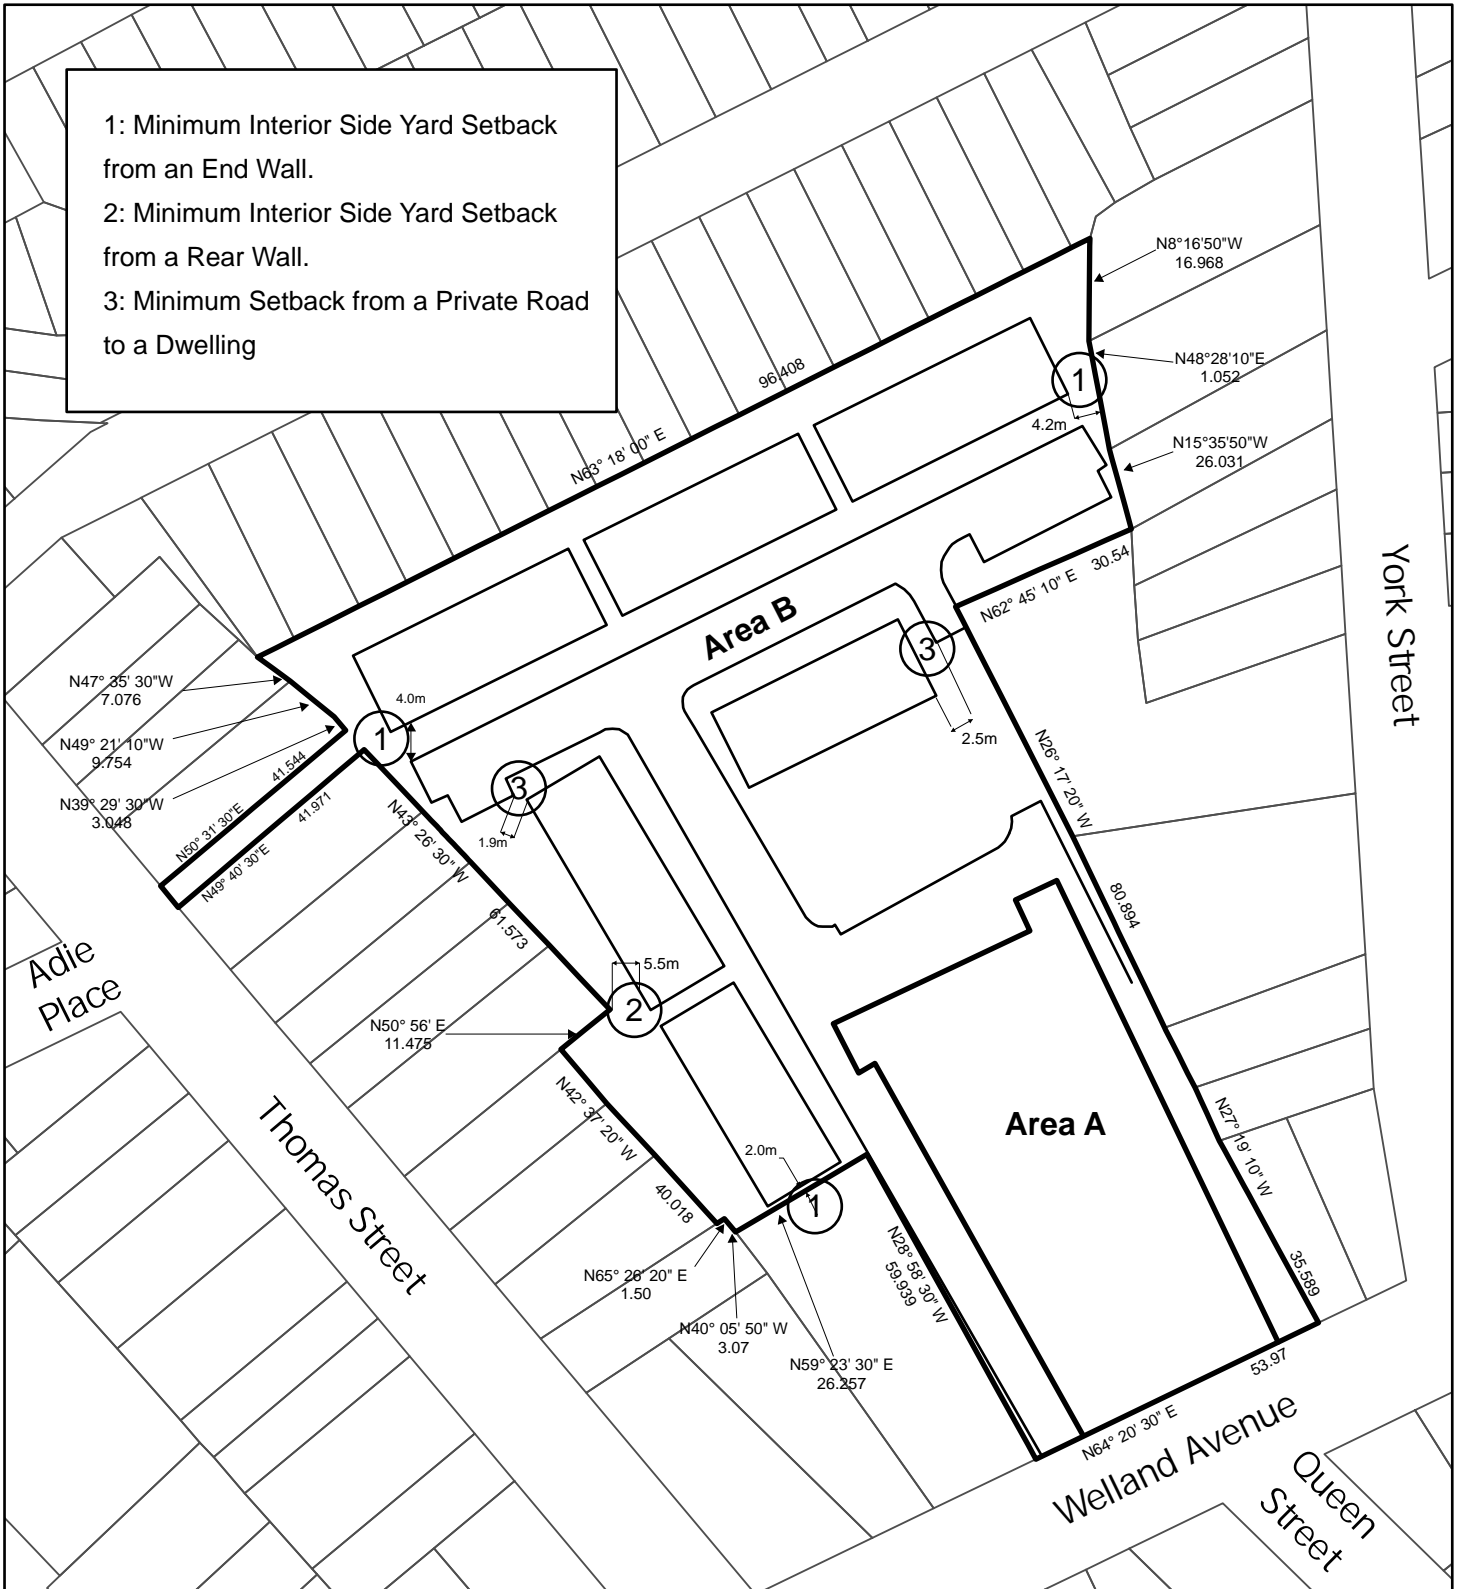 1: Minimum Interior Side Yard Setback
from an End Wall.
2: Minimum Interior Side Yard Setback
from a Rear Wall.
3: Minimum Setback from a Private Road
to a Dwelling
N8°16'50"W
16.968
N48°28'10"E
1.052
1
4.2m
N15°35'50"W
26.031
96.408
N63° 18' 00" E
30.54
N62° 45' 10" E
York Street
Area B
3
2.5m
N47° 35' 30"W
7.076
N49° 21' 10"W
9.754
N39° 29' 30"W
3.048
4.0m
1
41.544
N50° 31' 30"E
41.971
N49° 40' 30"E
3
1.9m
N43° 26' 30" W
61.573
N26° 17' 20" W
80.894
Adie
Place
5.5m
2
N50° 56' E
11.475
N42° 37' 20" W
40.018
Thomas Street
Area A
2.0m
1
N27° 19' 10" W
35.589
N65° 26' 20" E
1.50
N40° 05' 50" W
3.07
N59° 23' 30" E
26.257
N28° 58' 30" W
59.939
53.97
N64° 20' 30" E
Welland Avenue
Queen
Street